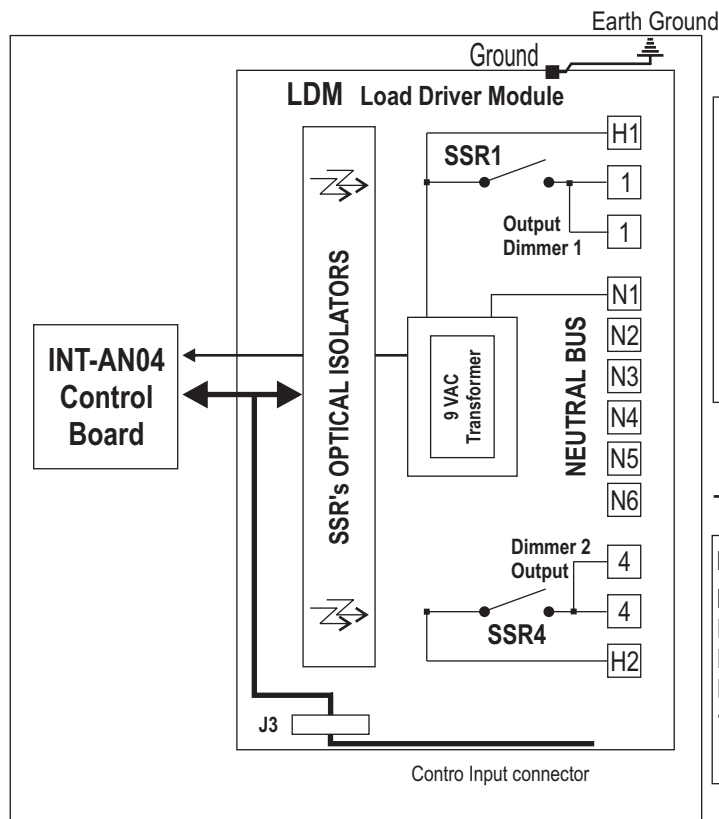 Earth Ground
Ground
LDM Load Driver Module
H1
SSR1
1
Output
Dimmer 1
1
N1
N2
N3
N4
N5
N6
NEUTRAL BUS
9 VAC
Transformer
SSR's OPTICAL ISOLATORS
INT-AN04
Control
Board
Dimmer 2
Output
4
4
SSR4
H2
J3
Contro Input connector